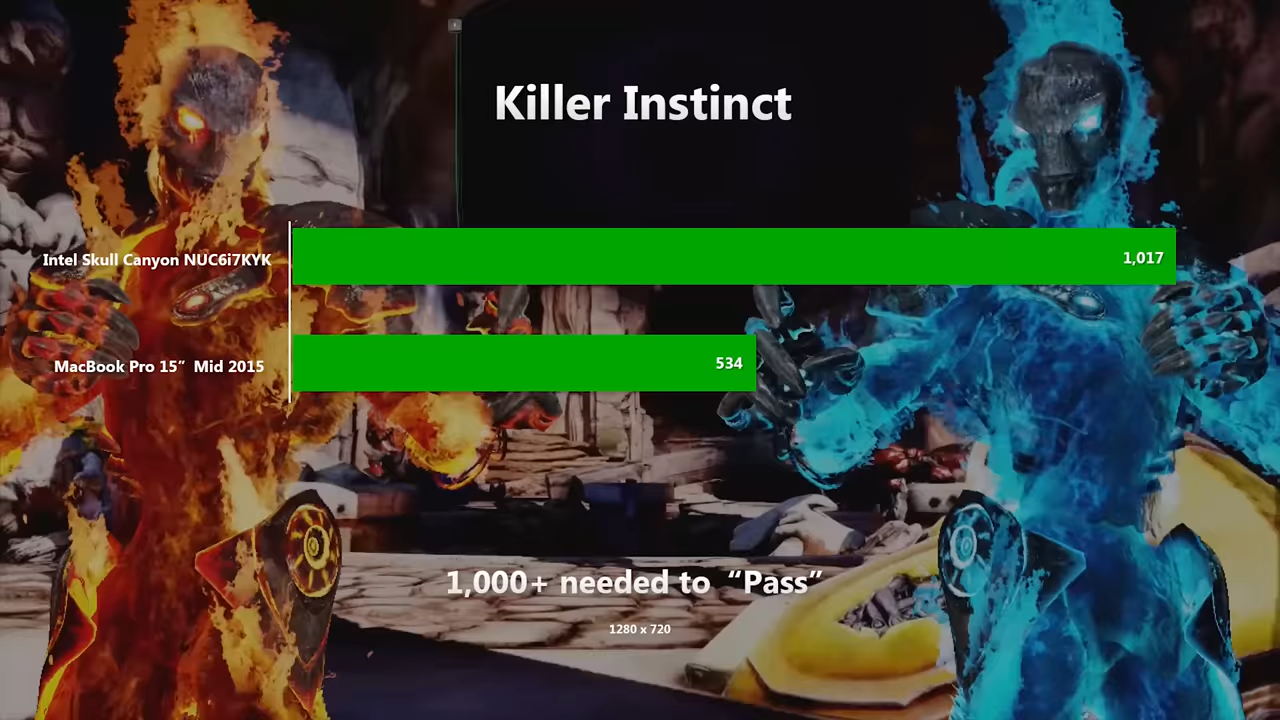 Killer Instinct
Intel Skull Canyon NUC6i7KYK
1,017
MacBook Pro 15” Mid 2015
534
1,000+ needed to “Pass”
1280 x 720